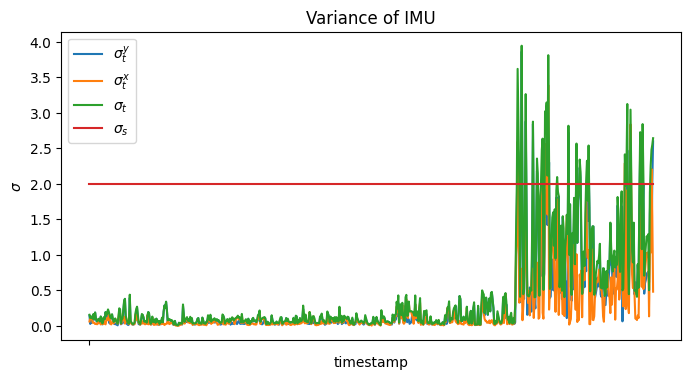 Variance of IMU
σ_t^y
σ_t^x
σ_t
σ_s
σ
4.0
3.5
3.0
2.5
2.0
1.5
1.0
0.5
0.0
timestamp